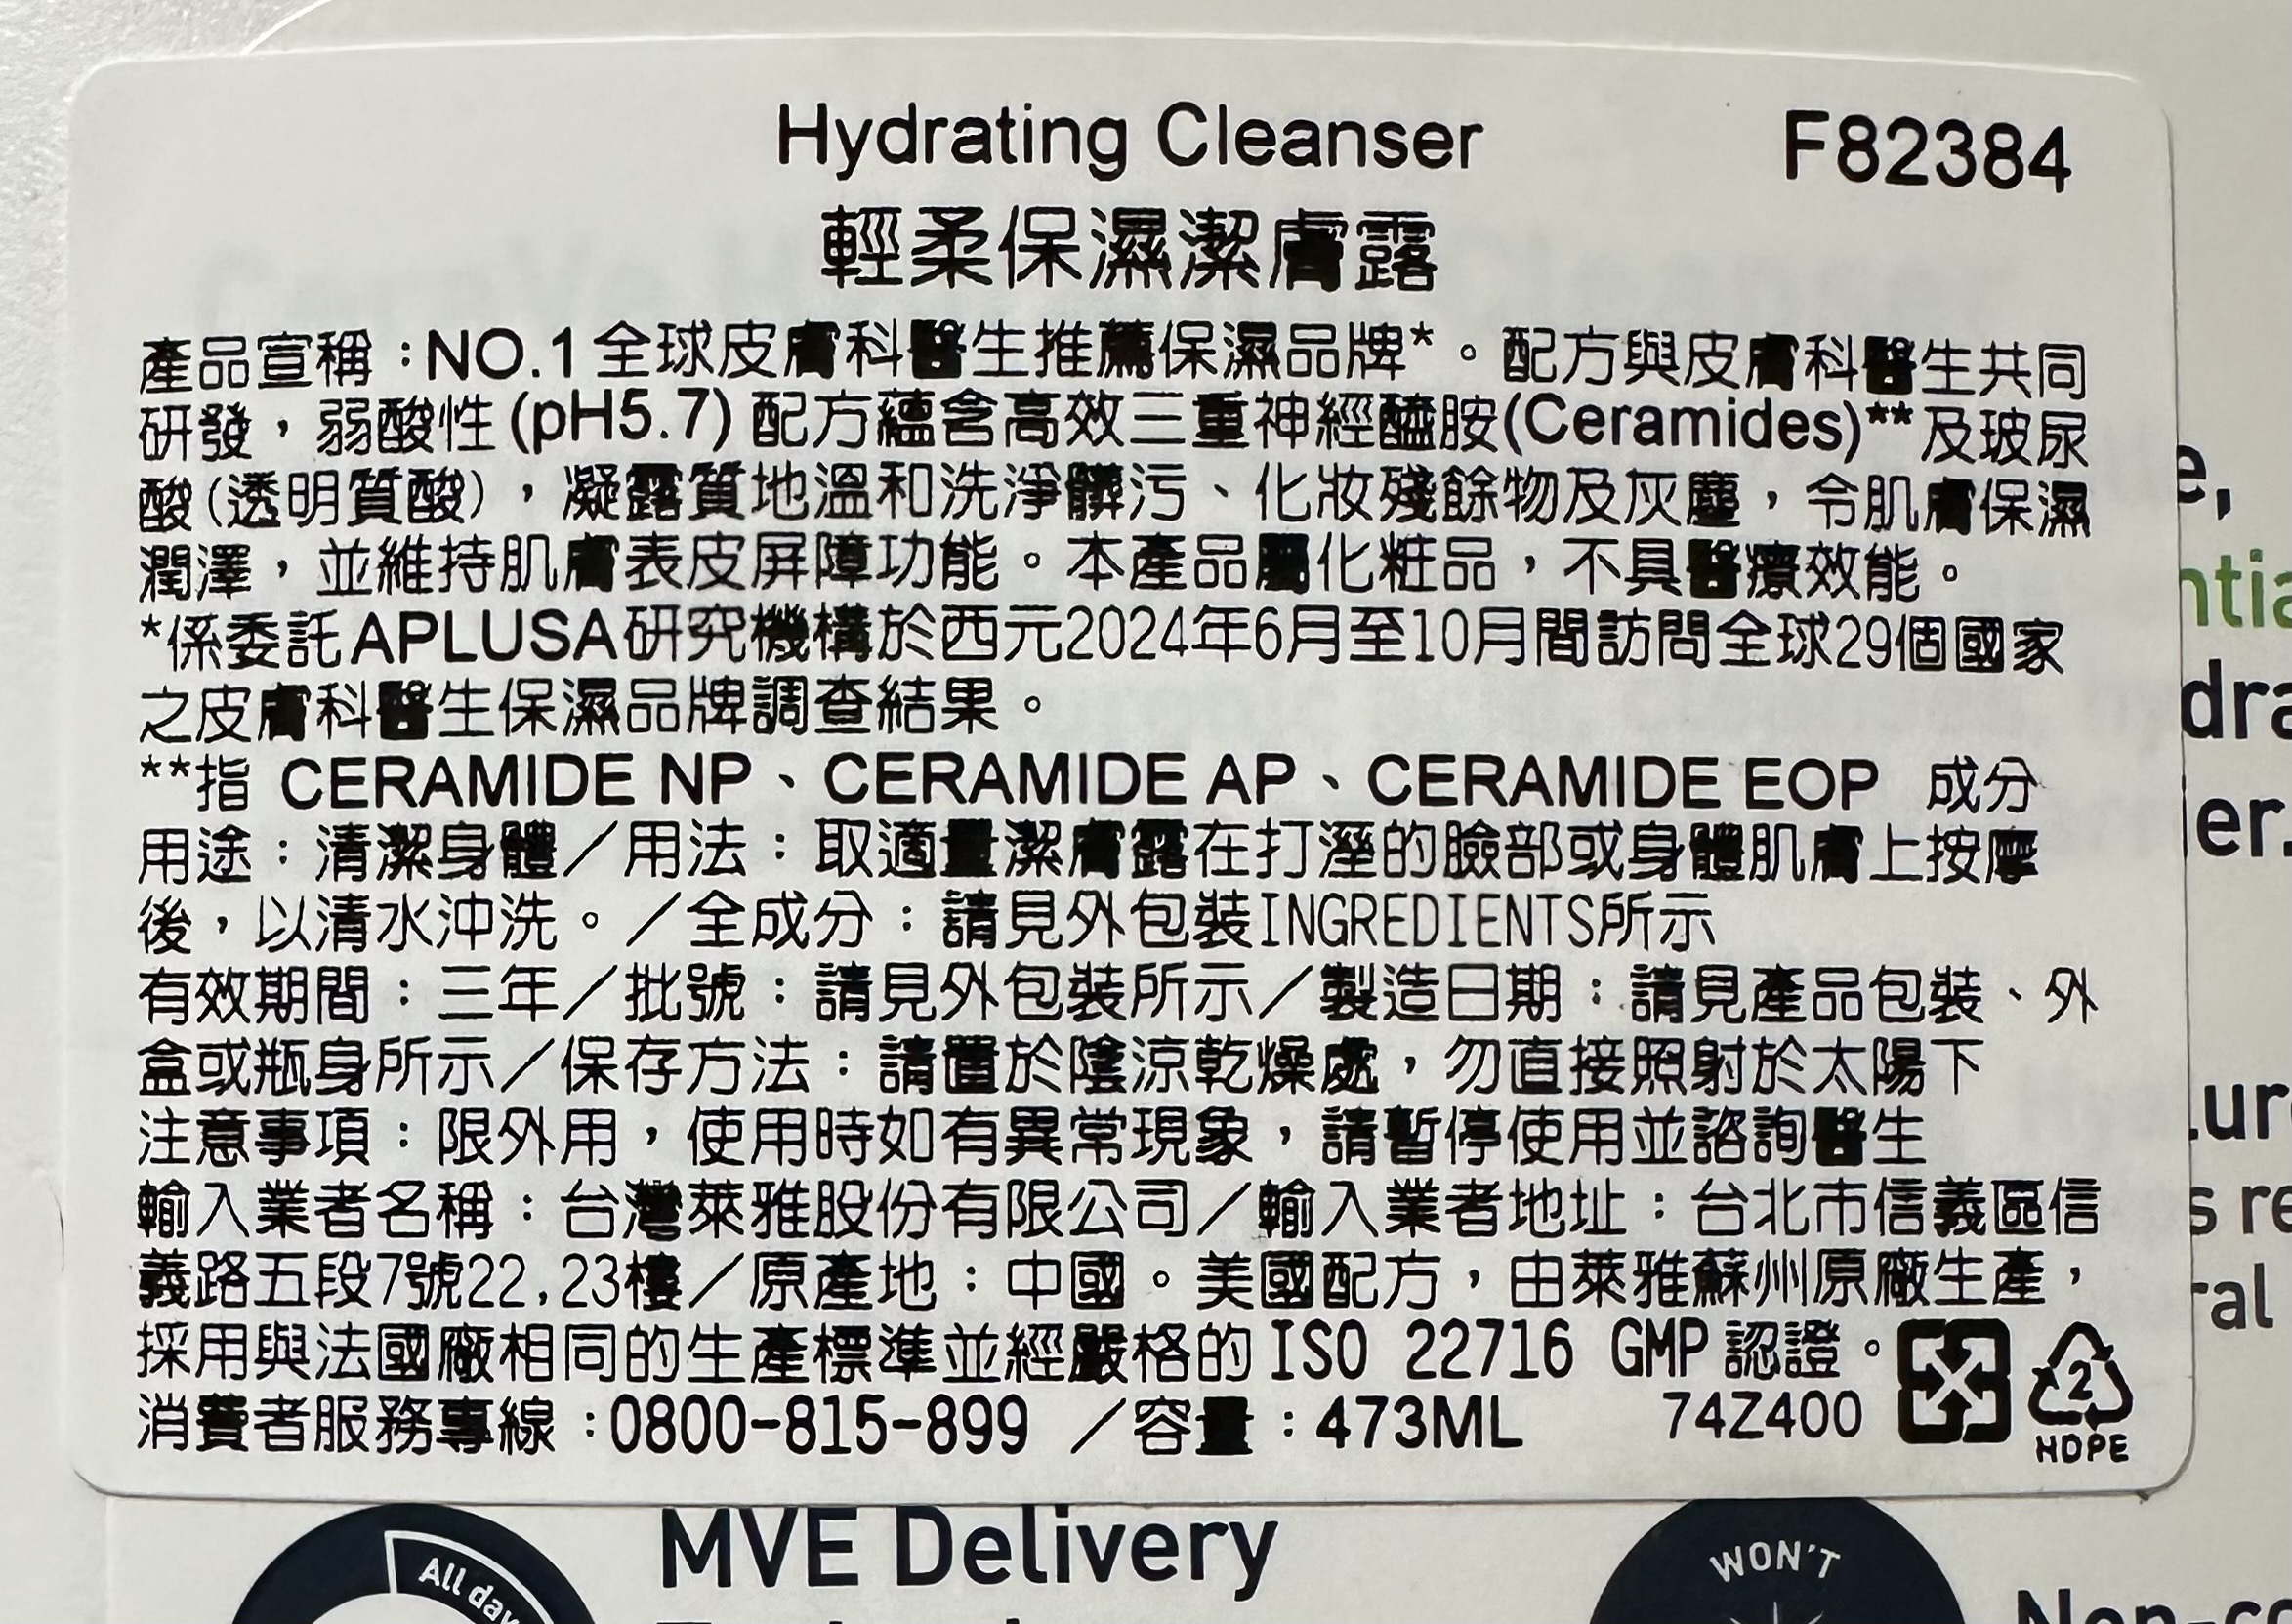 Hydrating Cleanser F82384
輕柔保濕潔膚露
產品宣稱:NO.1全球皮膚科醫生推薦保濕品牌*。配方與皮膚科醫生共同
研發,弱酸性(pH5.7)配方蘊含高效三重神經醯胺(Ceramides)**及玻尿
酸(透明質酸),凝露質地溫和洗淨髒污、化妝殘餘物及灰塵,令肌膚保濕
潤澤,並維持肌膚表皮屏障功能。本產品屬化粧品,不具醫療效能。
*係委託APLUSA研究機構於西元2024年6月至10月間訪問全球29個國家
之皮膚科醫生保濕品牌調查結果。
**指 CERAMIDE NP、CERAMIDE AP、CERAMIDE EOP 成分
用途:清潔身體/用法:取適量潔膚露在打溼的臉部或身體肌膚上按摩
後,以清水沖洗。/全成分:請見外包裝INGREDIENTS所示
有效期間:三年/批號:請見外包裝所示/製造日期:請見產品包裝、外
盒或瓶身所示/保存方法:請置於陰涼乾燥處,勿直接照射於太陽下
注意事項:限外用,使用時如有異常現象,請暫停使用並諮詢醫生
輸入業者名稱:台灣萊雅股份有限公司/輸入業者地址:台北市信義區信
義路五段7號22,23樓/原產地:中國。美國配方,由萊雅蘇州原廠生產,
採用與法國廠相同的生產標準並經嚴格的ISO 22716 GMP認證。
消費者服務專線:0800-815-899 /容量:473ML 74Z400
2
HDPE
e,
ntia
dra
er.
ure
s re
ral
MVE Delivery
All day
WON'T
Non-co